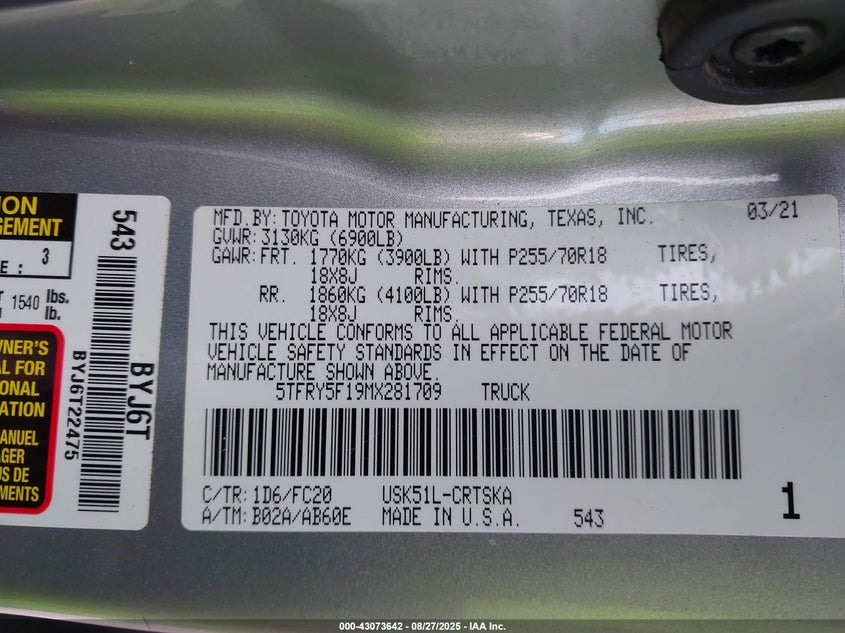 ION
GEMENT
E : 3
1540 lbs.
lb.
WNER'S
AL FOR
IONAL
ATION
MANUEL
AGER
US DE
MENTS
543
BYJ6T
BYJ6T22475
MFD.BY: TOYOTA MOTOR MANUFACTURING, TEXAS, INC. 03/21
GVWR: 3130KG (6900LB)
GAWR: FRT. 1770KG (3900LB) WITH P255/70R18 TIRES,
18X8J RIMS.
RR. 1860KG (4100LB) WITH P255/70R18 TIRES,
18X8J RIMS.
THIS VEHICLE CONFORMS TO ALL APPLICABLE FEDERAL MOTOR
VEHICLE SAFETY STANDARDS IN EFFECT ON THE DATE OF
MANUFACTURE SHOWN ABOVE.
5TFRY5F19MX281709 TRUCK
C/TR: 1D6/FC20 USK51L-CRTSKA
A/TM: B02A/AB60E MADE IN U.S.A. 543
1
000-43073642 - 08/27/2025 - IAA Inc.